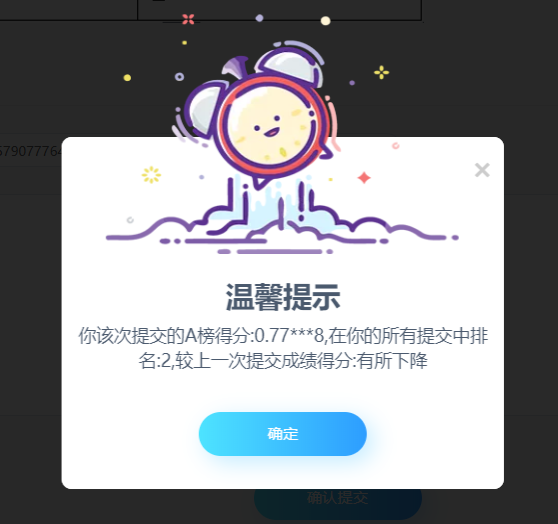 温馨提示
你该次提交的A榜得分:0.77***8,在你的所有提交中排
名:2,较上一次提交成绩得分:有所下降
确定
确认提交